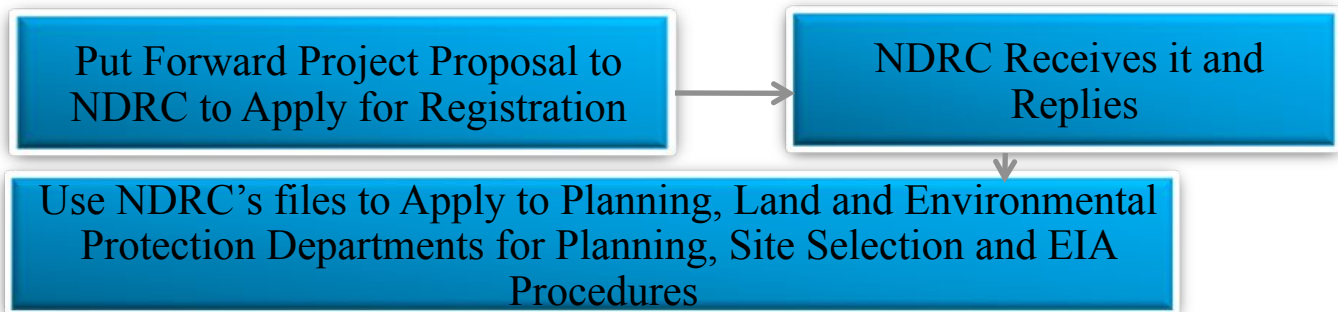 Put Forward Project Proposal to
NDRC to Apply for Registration
NDRC Receives it and
Replies
Use NDRC’s files to Apply to Planning, Land and Environmental
Protection Departments for Planning, Site Selection and EIA
Procedures